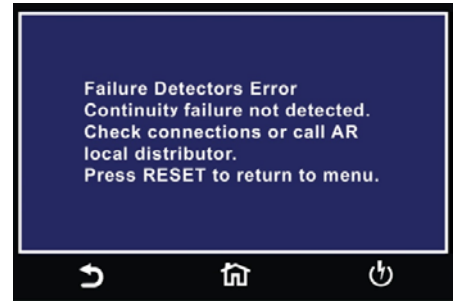 Failure Detectors Error
Continuity failure not detected.
Check connections or call AR
local distributor.
Press RESET to return to menu.